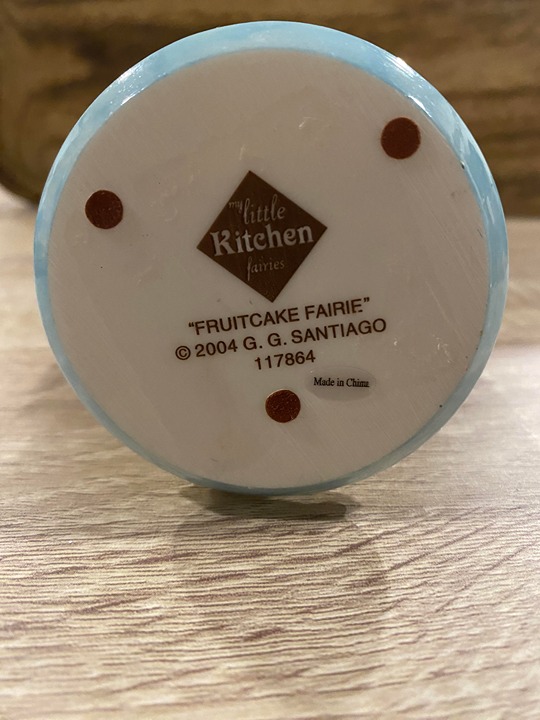 my
little
Kitchen
fairies
"FRUITCAKE FAIRIE"
© 2004 G. G. SANTIAGO
117864
Made in China